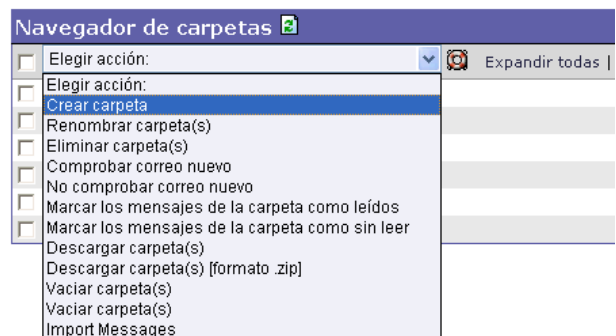 Navegador de carpetas
Elegir acción:
Expandir todas |
Elegir acción:
Crear carpeta
Renombrar carpeta(s)
Eliminar carpeta(s)
Comprobar correo nuevo
No comprobar correo nuevo
Marcar los mensajes de la carpeta como leídos
Marcar los mensajes de la carpeta como sin leer
Descargar carpeta(s)
Descargar carpeta(s) [formato .zip]
Vaciar carpeta(s)
Vaciar carpeta(s)
Import Messages